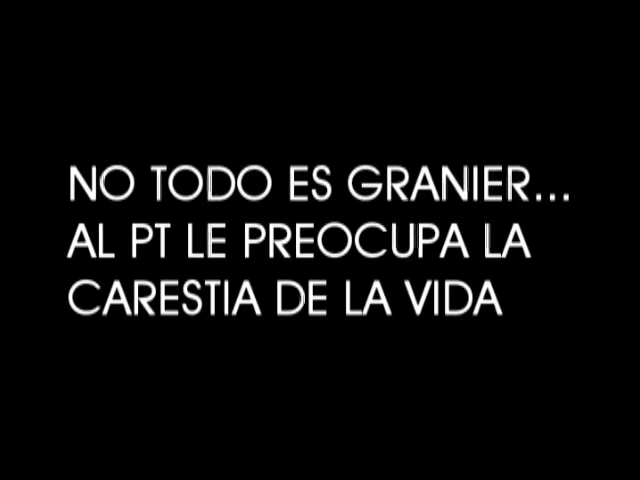 NO TODO ES GRANIER...
AL PT LE PREOCUPA LA
CARESTIA DE LA VIDA